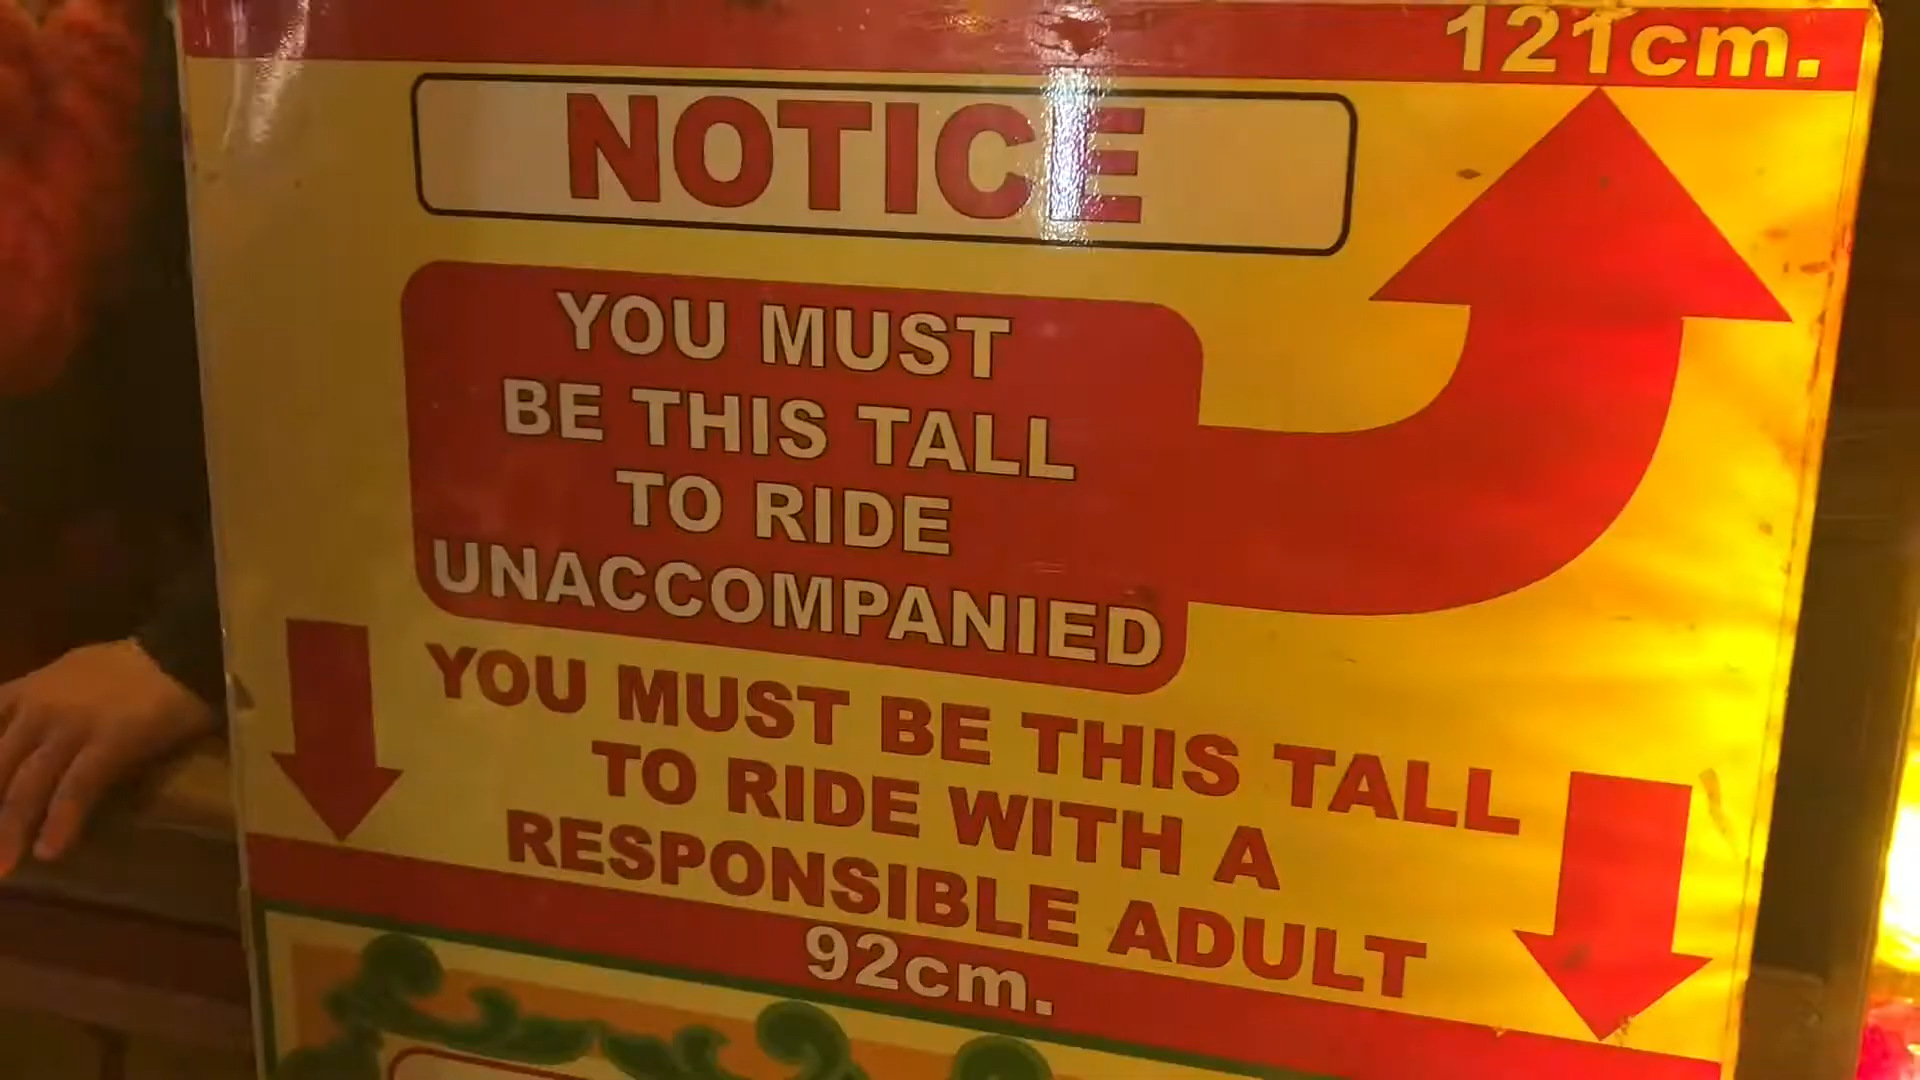 121cm.
NOTICE
YOU MUST
BE THIS TALL
TO RIDE
UNACCOMPANIED
YOU MUST BE THIS TALL
TO RIDE WITH A
RESPONSIBLE ADULT
92cm.